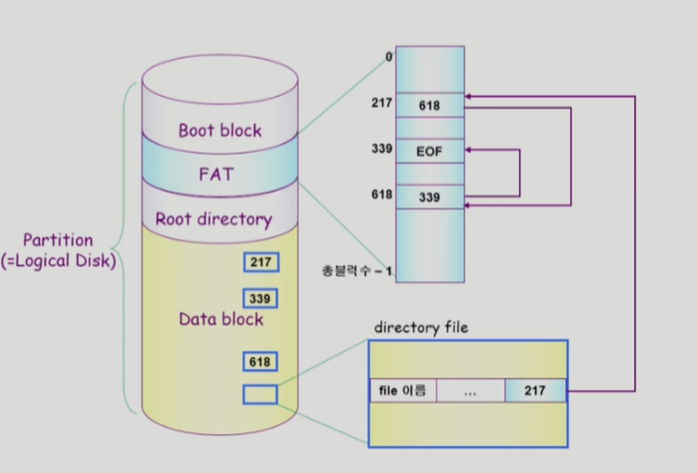 Boot block
FAT
Root directory
Partition
(=Logical Disk)
217
339
Data block
618
0
217 618
339 EOF
618 339
총블럭수 – 1
directory file
file 이름 ... 217